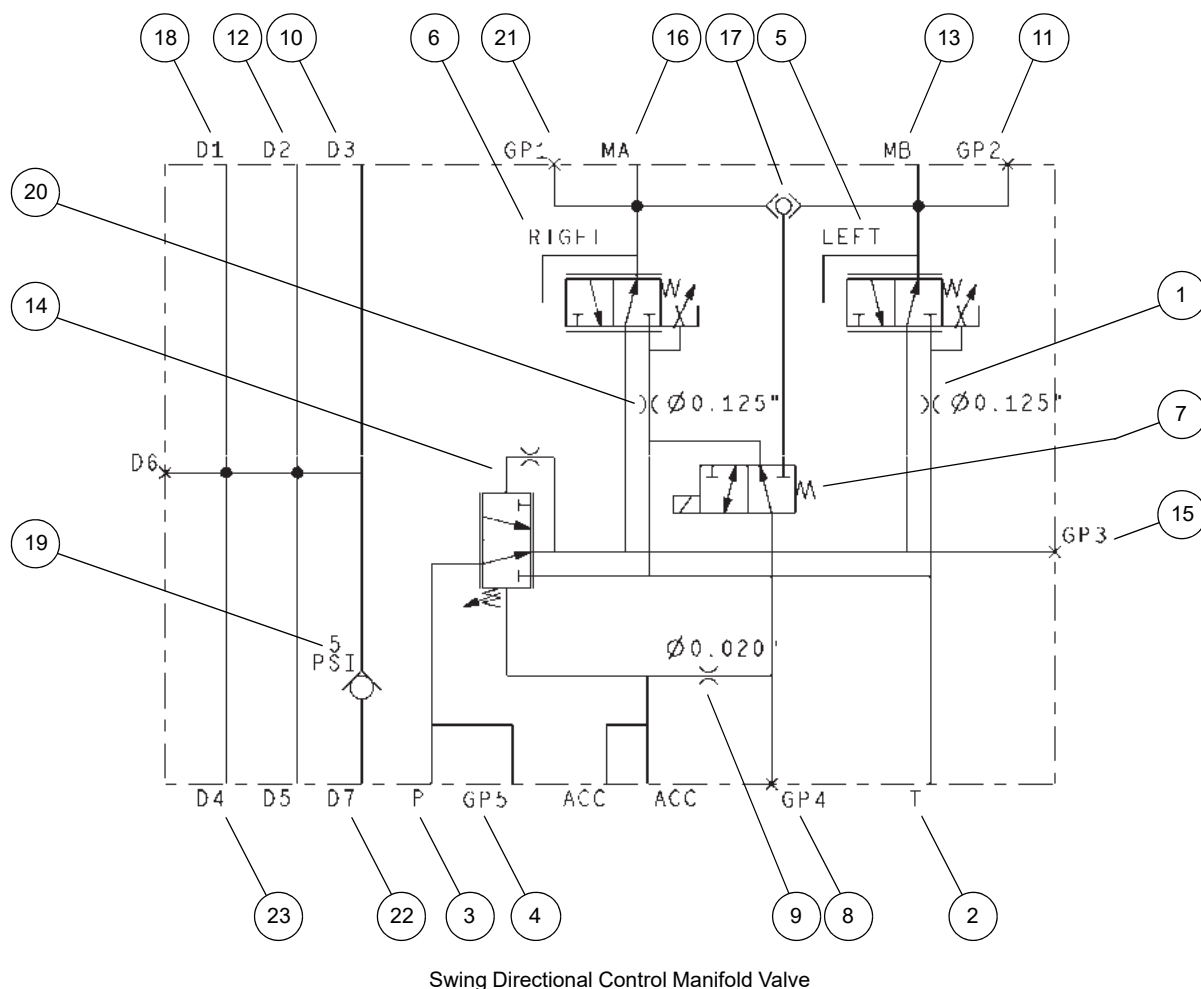 18 12 10 6 21 16 17 5 13 11
D1 D2 D3 GP1 MA MB GP2
20
RIGHT LEFT
14 1
Ø0.125" Ø0.125"
7
D6
15
GP3
19
5
PSI
Ø0.020"
D4 D5 D7 P GP5 ACC ACC GP4 T
23 22 3 4 9 8 2
Swing Directional Control Manifold Valve